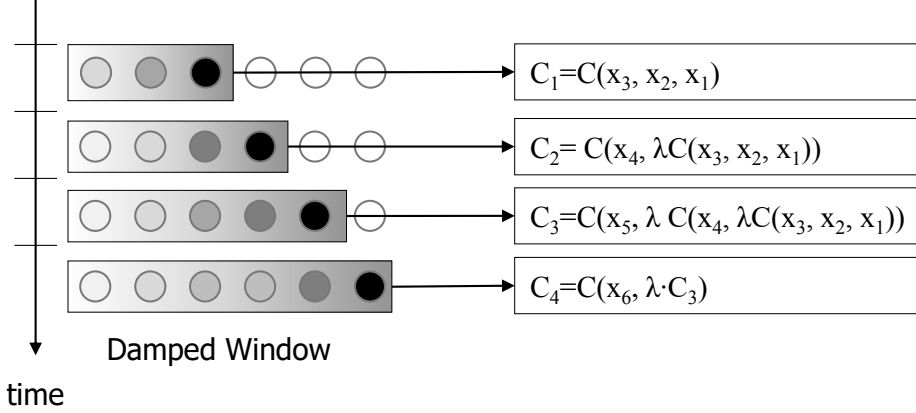 C₁=C(x₃, x₂, x₁)
C₂= C(x₄, λC(x₃, x₂, x₁))
C₃=C(x₅, λ C(x₄, λC(x₃, x₂, x₁))
C₄=C(x₆, λ·C₃)
Damped Window
time